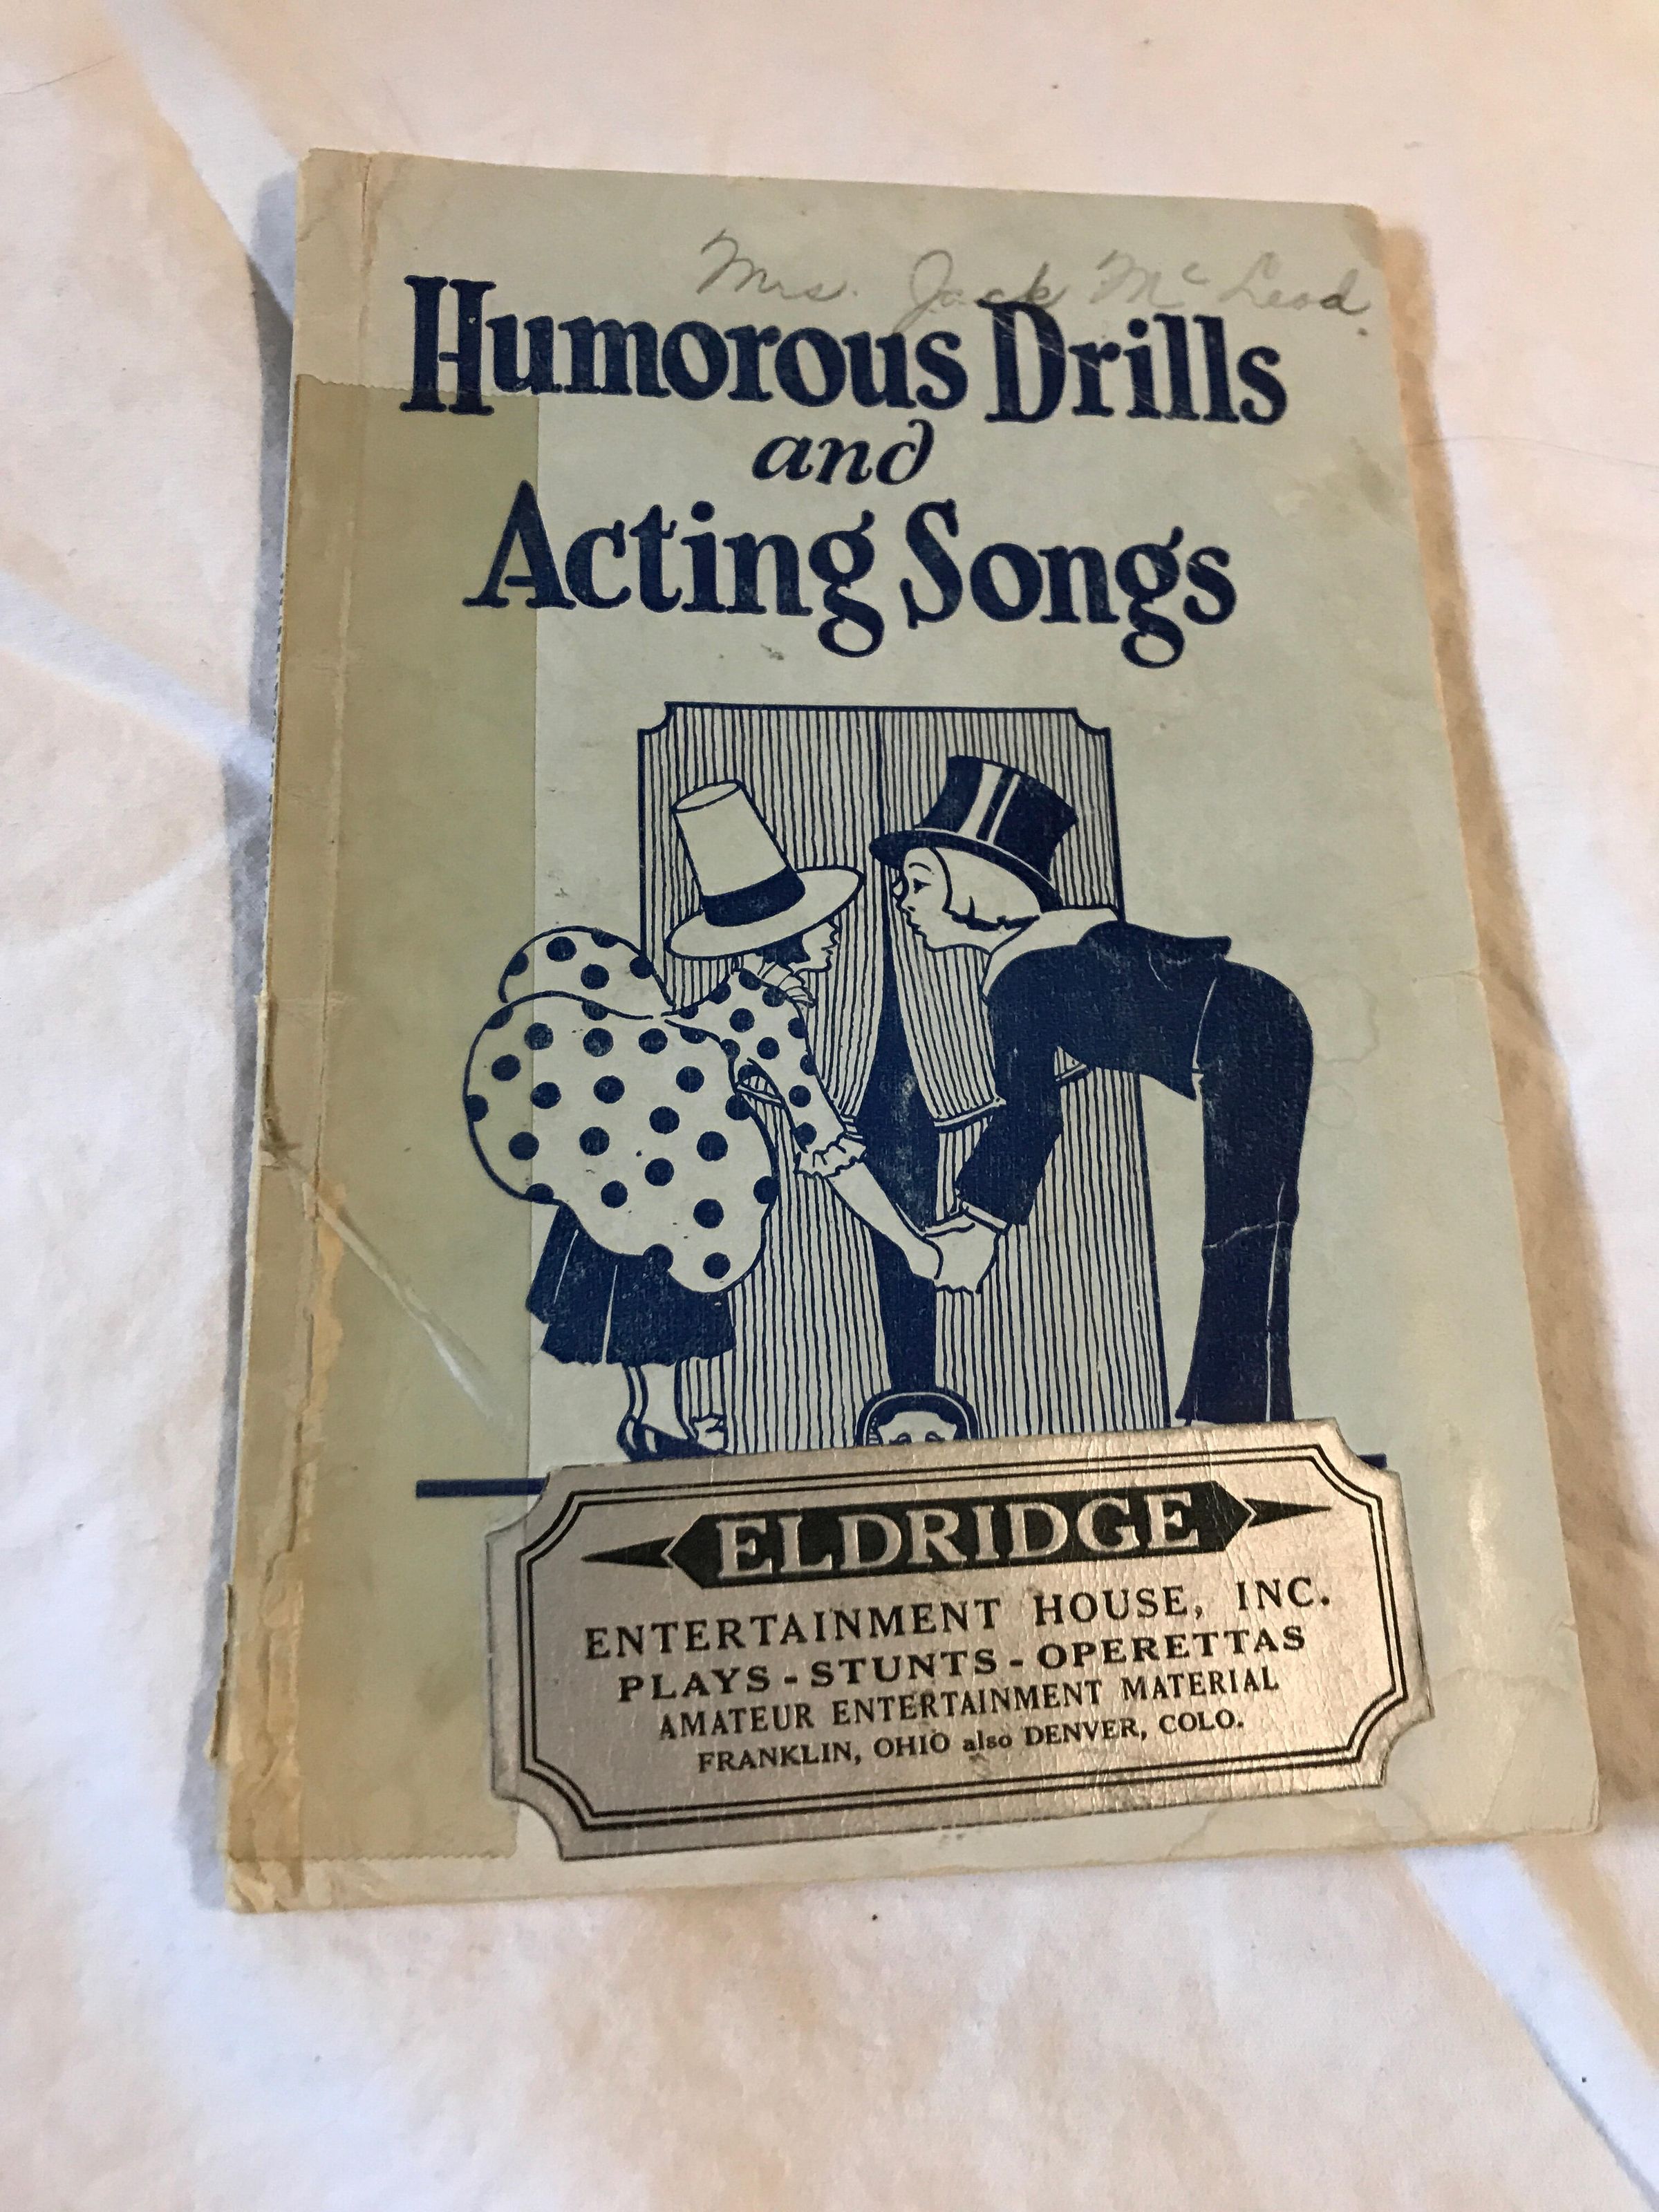 Mrs. Jack McLeod.
Humorous Drills
and
Acting Songs
ELDRIDGE
ENTERTAINMENT HOUSE, INC.
PLAYS - STUNTS - OPERETTAS
AMATEUR ENTERTAINMENT MATERIAL
FRANKLIN, OHIO also DENVER, COLO.